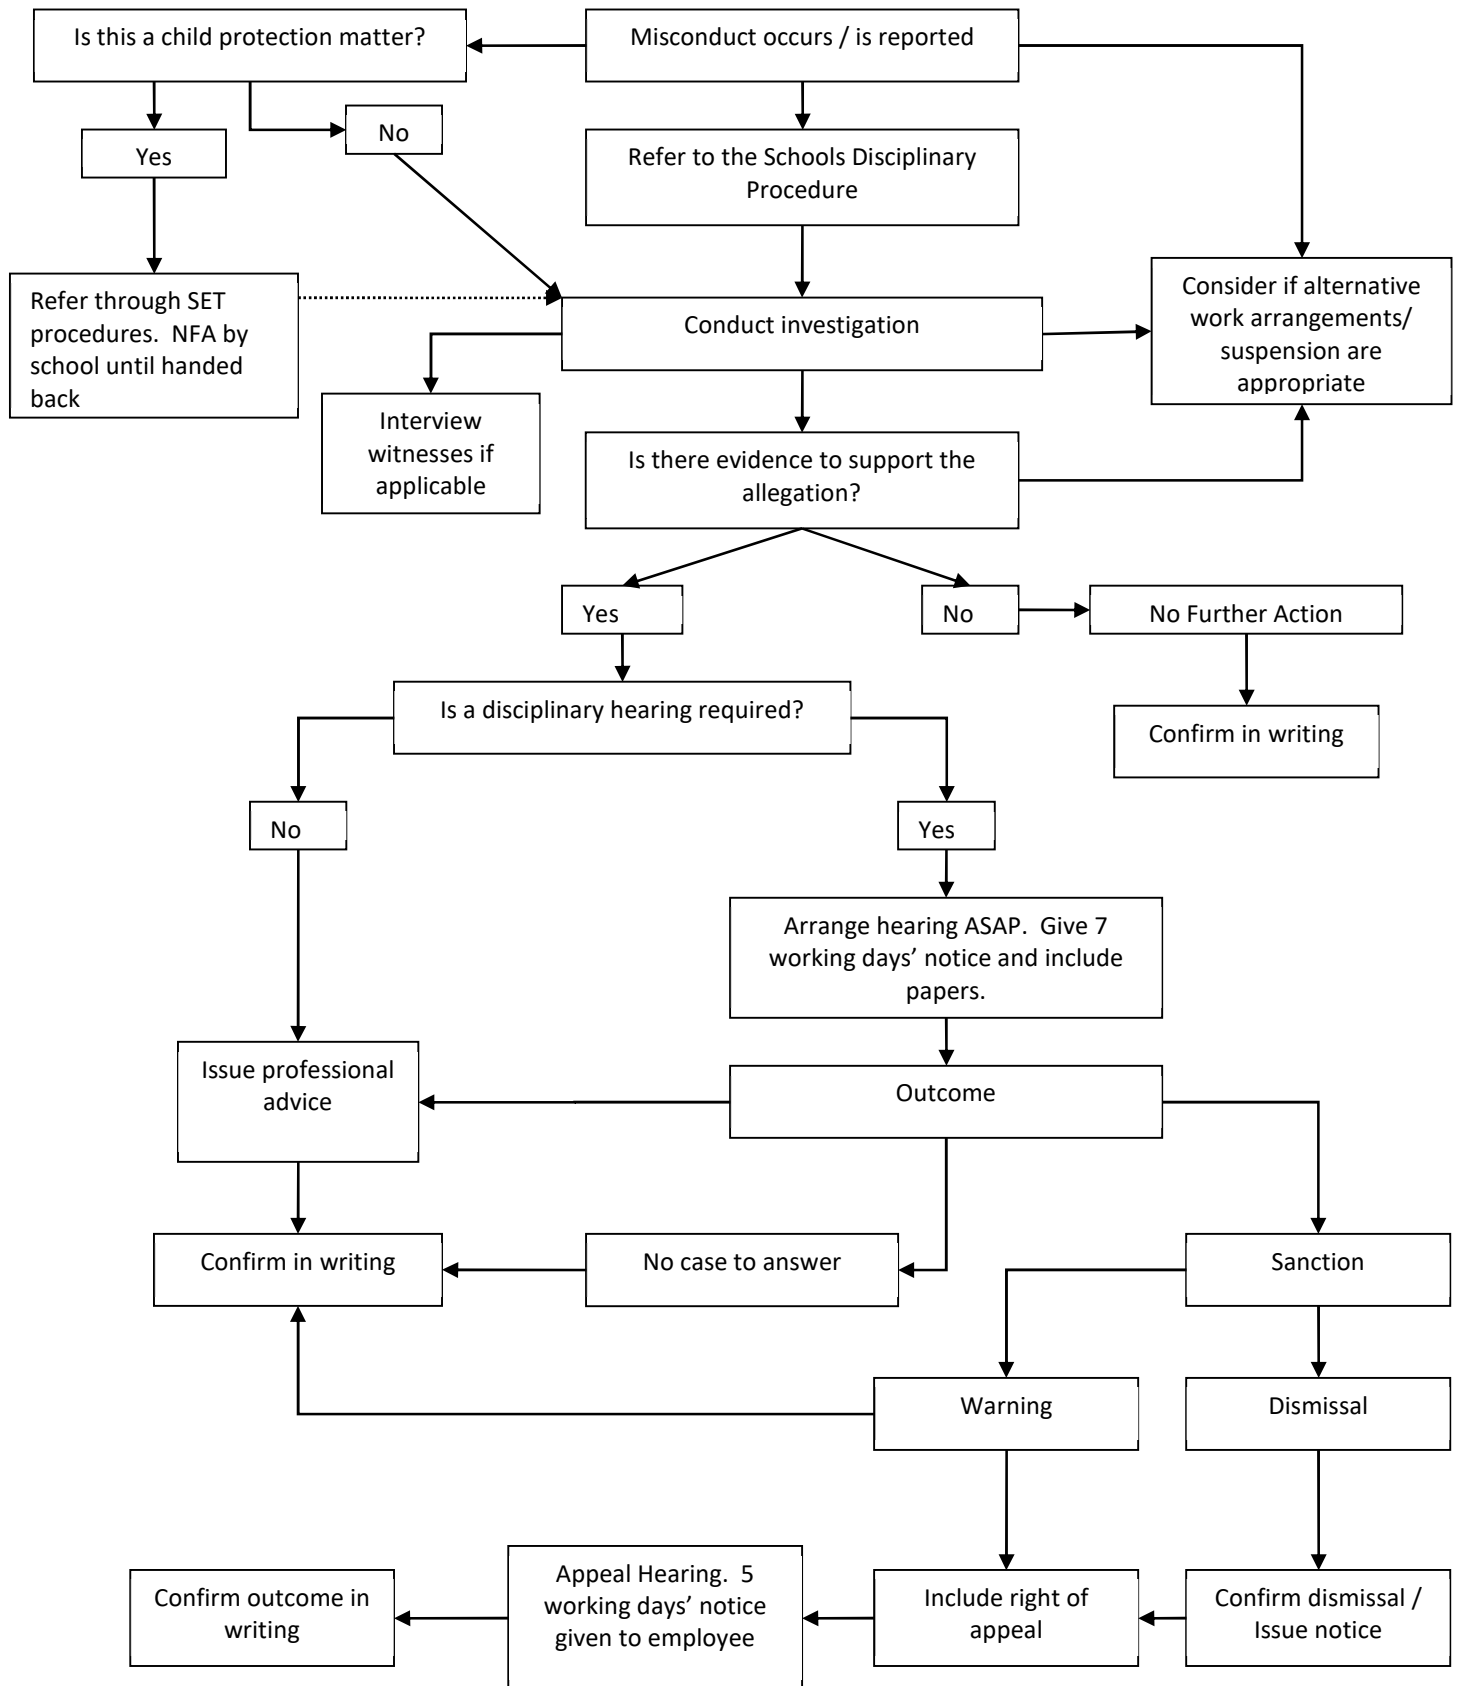 Is this a child protection matter?
Misconduct occurs / is reported
No
Yes
Refer to the Schools Disciplinary
Procedure
Refer through SET
procedures.  NFA by
school until handed
back
Conduct investigation
Consider if alternative
work arrangements/
suspension are
appropriate
Interview
witnesses if
applicable
Is there evidence to support the
allegation?
Yes
No
No Further Action
Is a disciplinary hearing required?
Confirm in writing
No
Yes
Arrange hearing ASAP.  Give 7
working days’ notice and include
papers.
Issue professional
advice
Outcome
Confirm in writing
No case to answer
Sanction
Warning
Dismissal
Confirm outcome in
writing
Appeal Hearing.  5
working days’ notice
given to employee
Include right of
appeal
Confirm dismissal /
Issue notice